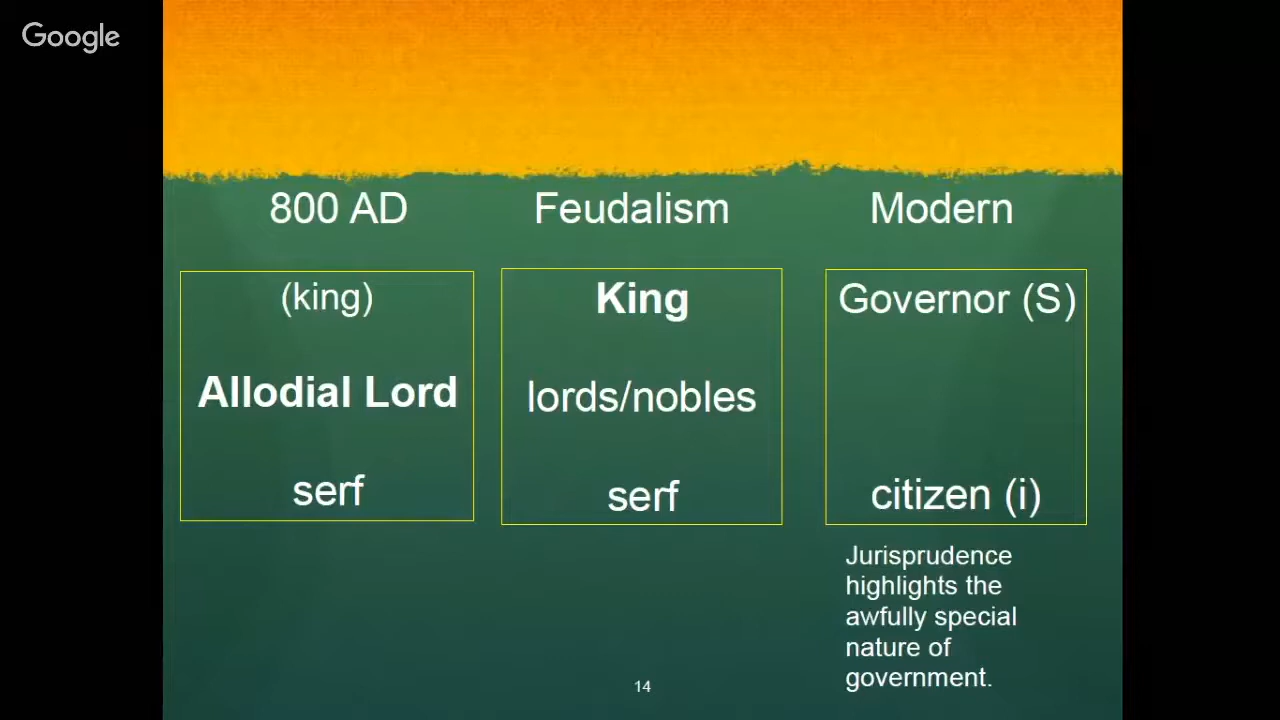 Google
800 AD
Feudalism
Modern
(king)
Allodial Lord
serf
King
lords/nobles
serf
Governor (S)
citizen (i)
Jurisprudence
highlights the
awfully special
nature of
government.
14